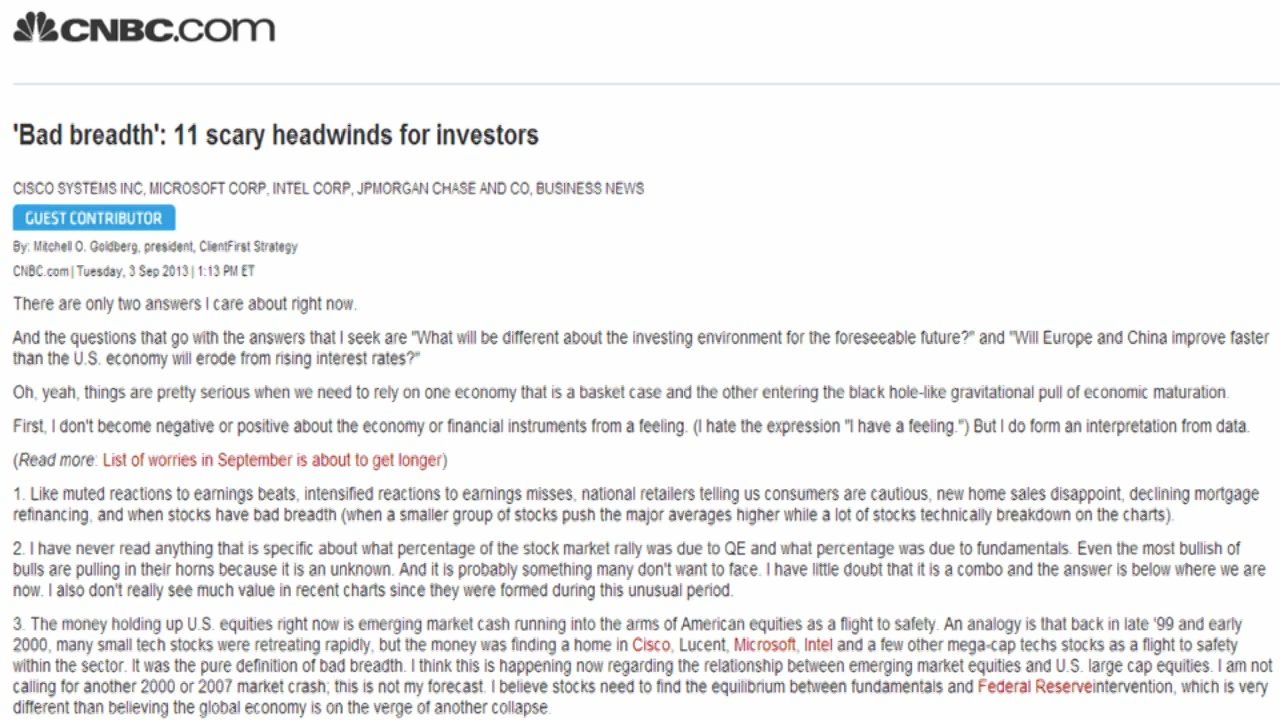 CNBC.com
'Bad breadth': 11 scary headwinds for investors
CISCO SYSTEMS INC, MICROSOFT CORP, INTEL CORP, JPMORGAN CHASE AND CO, BUSINESS NEWS
GUEST CONTRIBUTOR
By: Mitchell O. Goldberg, president, ClientFirst Strategy
CNBC.com | Tuesday, 3 Sep 2013 | 1:13 PM ET
There are only two answers I care about right now.
And the questions that go with the answers that I seek are "What will be different about the investing environment for the foreseeable future?" and "Will Europe and China improve faster
than the U.S. economy will erode from rising interest rates?"
Oh, yeah, things are pretty serious when we need to rely on one economy that is a basket case and the other entering the black hole-like gravitational pull of economic maturation.
First, I don't become negative or positive about the economy or financial instruments from a feeling. (I hate the expression "I have a feeling.") But I do form an interpretation from data.
(Read more: List of worries in September is about to get longer)
1. Like muted reactions to earnings beats, intensified reactions to earnings misses, national retailers telling us consumers are cautious, new home sales disappoint, declining mortgage
refinancing, and when stocks have bad breadth (when a smaller group of stocks push the major averages higher while a lot of stocks technically breakdown on the charts).
2. I have never read anything that is specific about what percentage of the stock market rally was due to QE and what percentage was due to fundamentals. Even the most bullish of
bulls are pulling in their horns because it is an unknown. And it is probably something many don't want to face. I have little doubt that it is a combo and the answer is below where we are
now. I also don't really see much value in recent charts since they were formed during this unusual period.
3. The money holding up U.S. equities right now is emerging market cash running into the arms of American equities as a flight to safety. An analogy is that back in late '99 and early
2000, many small tech stocks were retreating rapidly, but the money was finding a home in Cisco, Lucent, Microsoft, Intel and a few other mega-cap techs stocks as a flight to safety
within the sector. It was the pure definition of bad breadth. I think this is happening now regarding the relationship between emerging market equities and U.S. large cap equities. I am not
calling for another 2000 or 2007 market crash; this is not my forecast. I believe stocks need to find the equilibrium between fundamentals and Federal Reserveintervention, which is very
different than believing the global economy is on the verge of another collapse.